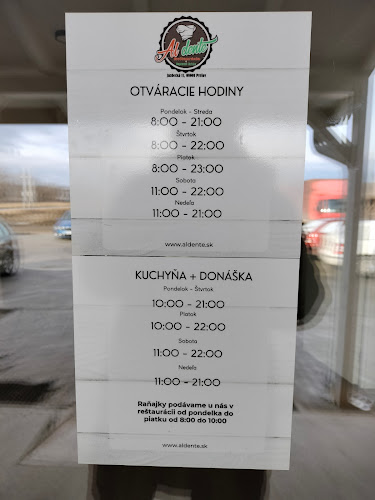 Al dente
OTVÁRACIE HODINY
Pondelok - Streda
8:00 - 21:00
Štvrtok
8:00 - 22:00
Piatok
8:00 - 23:00
Sobota
11:00 - 22:00
Nedeľa
11:00 - 21:00
www.aldente.sk
KUCHYŇA + DONÁŠKA
Pondelok - Štvrtok
10:00 - 21:00
Piatok
10:00 - 22:00
Sobota
11:00 - 22:00
Nedeľa
11:00 - 21:00
Raňajky podávame u nás v
reštaurácii od pondelka do
piatku od 8:00 do 10:00
www.aldente.sk